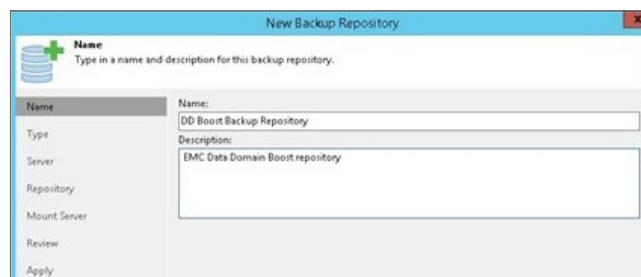 New Backup Repository
x
Name
Type in a name and description for this backup repository.
Name
Type
Server
Repository
Mount Server
Review
Apply
Name:
DD Boost Backup Repository
Description:
EMC Data Domain Boost repository